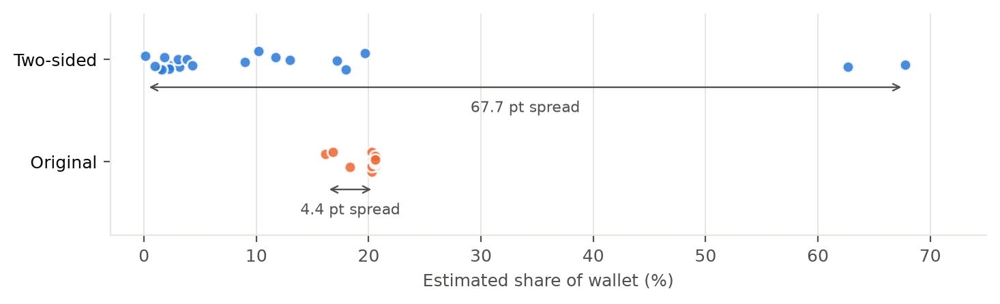 Two-sided
67.7 pt spread
Original
4.4 pt spread
0 10 20 30 40 50 60 70
Estimated share of wallet (%)